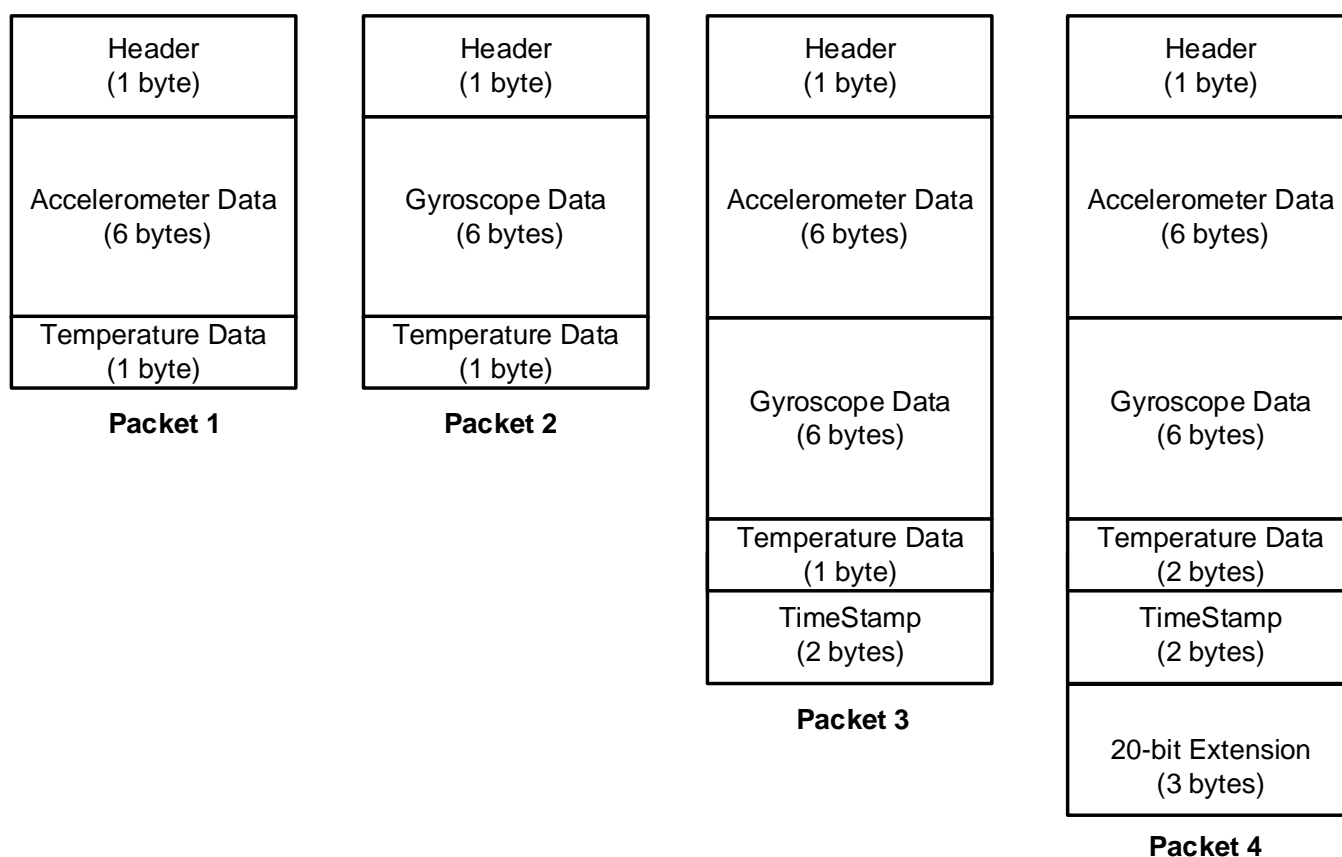 Header
(1 byte)
Accelerometer Data
(6 bytes)
Temperature Data
(1 byte)
Packet 1
Header
(1 byte)
Gyroscope Data
(6 bytes)
Temperature Data
(1 byte)
Packet 2
Header
(1 byte)
Accelerometer Data
(6 bytes)
Gyroscope Data
(6 bytes)
Temperature Data
(1 byte)
TimeStamp
(2 bytes)
Packet 3
Header
(1 byte)
Accelerometer Data
(6 bytes)
Gyroscope Data
(6 bytes)
Temperature Data
(2 bytes)
TimeStamp
(2 bytes)
20-bit Extension
(3 bytes)
Packet 4